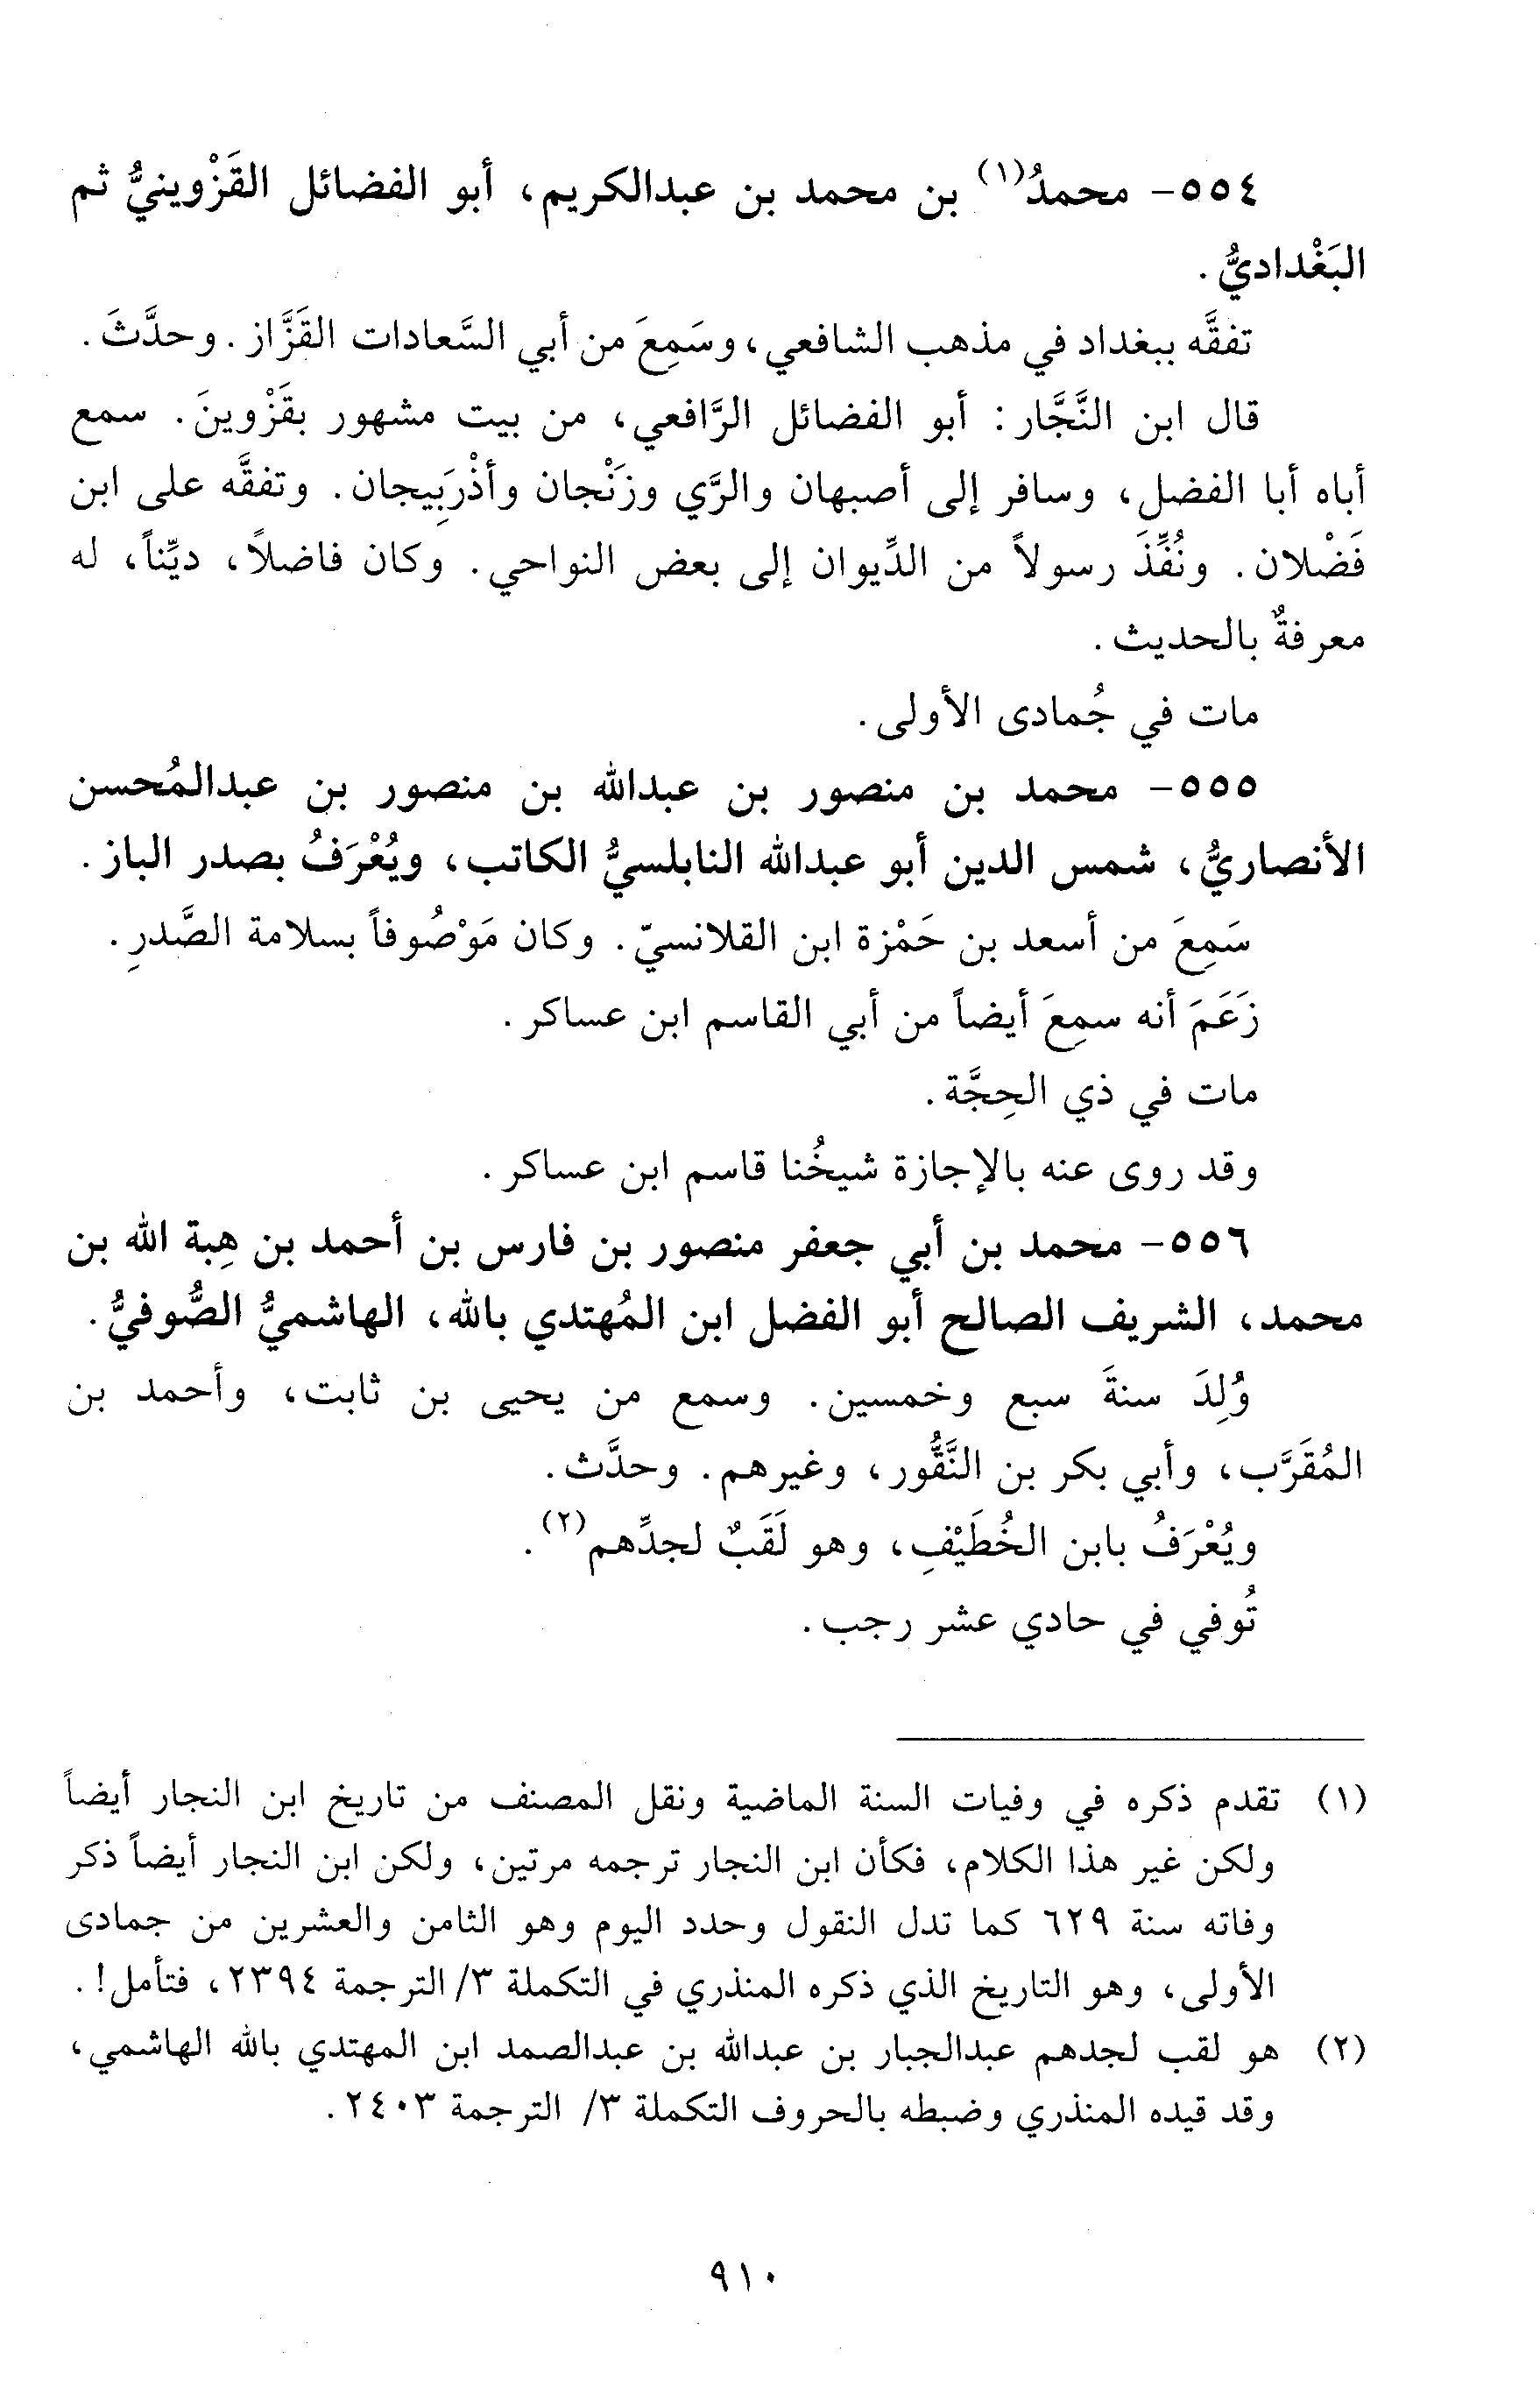 ٥٥٤- محمدُ(١) بن محمد بن عبدالكريم، أبو الفضائل القَزْوينيُّ ثم
البَغْداديُّ.
تفقَّه ببغداد في مذهب الشافعي، وسَمِعَ من أبي السَّعادات القَزَّاز. وحدَّثَ.
قال ابن النَّجَّار: أبو الفضائل الرَّافعي، من بيت مشهور بقَزْوينَ. سمع
أباه أبا الفضل، وسافر إلى أصبهان والرَّي وزَنْجان وأذْرَبِيجان. وتفقَّه على ابن
فَضْلان. ونُفِّذَ رسولاً من الدِّيوان إلى بعض النواحي. وكان فاضلاً، ديِّناً، له
معرفةٌ بالحديث.
مات في جُمادى الأولى.
٥٥٥- محمد بن منصور بن عبدالله بن منصور بن عبدالمُحسن
الأنصاريُّ، شمس الدين أبو عبدالله النابلسيُّ الكاتب، ويُعْرَفُ بصدر الباز.
سَمِعَ من أسعد بن حَمْزة ابن القلانسيّ. وكان مَوْصُوفاً بسلامة الصَّدرِ.
زَعَمَ أنه سمِعَ أيضاً من أبي القاسم ابن عساكر.
مات في ذي الحِجَّة.
وقد روى عنه بالإجازة شيخُنا قاسم ابن عساكر.
٥٥٦- محمد بن أبي جعفر منصور بن فارس بن أحمد بن هِبة الله بن
محمد، الشريف الصالح أبو الفضل ابن المُهتدي بالله، الهاشميُّ الصُّوفيُّ.
وُلِدَ سنةَ سبع وخمسين. وسمع من يحيى بن ثابت، وأحمد بن
المُقَرَّب، وأبي بكر بن النَّقُّور، وغيرهم. وحدَّث.
ويُعْرَفُ بابن الخُطَيْفِ، وهو لَقَبٌ لجدِّهم(٢).
تُوفي في حادي عشر رجب.
(١) تقدم ذكره في وفيات السنة الماضية ونقل المصنف من تاريخ ابن النجار أيضاً
ولكن غير هذا الكلام، فكأن ابن النجار ترجمه مرتين، ولكن ابن النجار أيضاً ذكر
وفاته سنة ٦٢٩ كما تدل النقول وحدد اليوم وهو الثامن والعشرين من جمادى
الأولى، وهو التاريخ الذي ذكره المنذري في التكملة ٣/ الترجمة ٢٣٩٤، فتأمل!.
(٢) هو لقب لجدهم عبدالجبار بن عبدالله بن عبدالصمد ابن المهتدي بالله الهاشمي،
وقد قيده المنذري وضبطه بالحروف التكملة ٣/ الترجمة ٢٤٠٣.
٩١٠